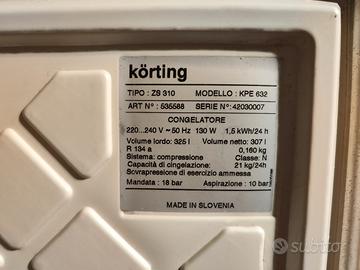 körting
TIPO : ZS 310 MODELLO : KPE 632
ART N° : 535588 SERIE N°: 42030007
CONGELATORE
220...240 V ~ 50 Hz 130 W 1,5 kWh/24 h
Volume lordo: 325 l Volume netto: 307 l
R 134 a 0,160 kg
Sistema: compressione Classe: N
Capacità di cingelazione: 21 kg/24h
Sovrapressione di esercizio ammessa
Mandata : 18 bar Aspirazione : 10 bar
MADE IN SLOVENIA
subito